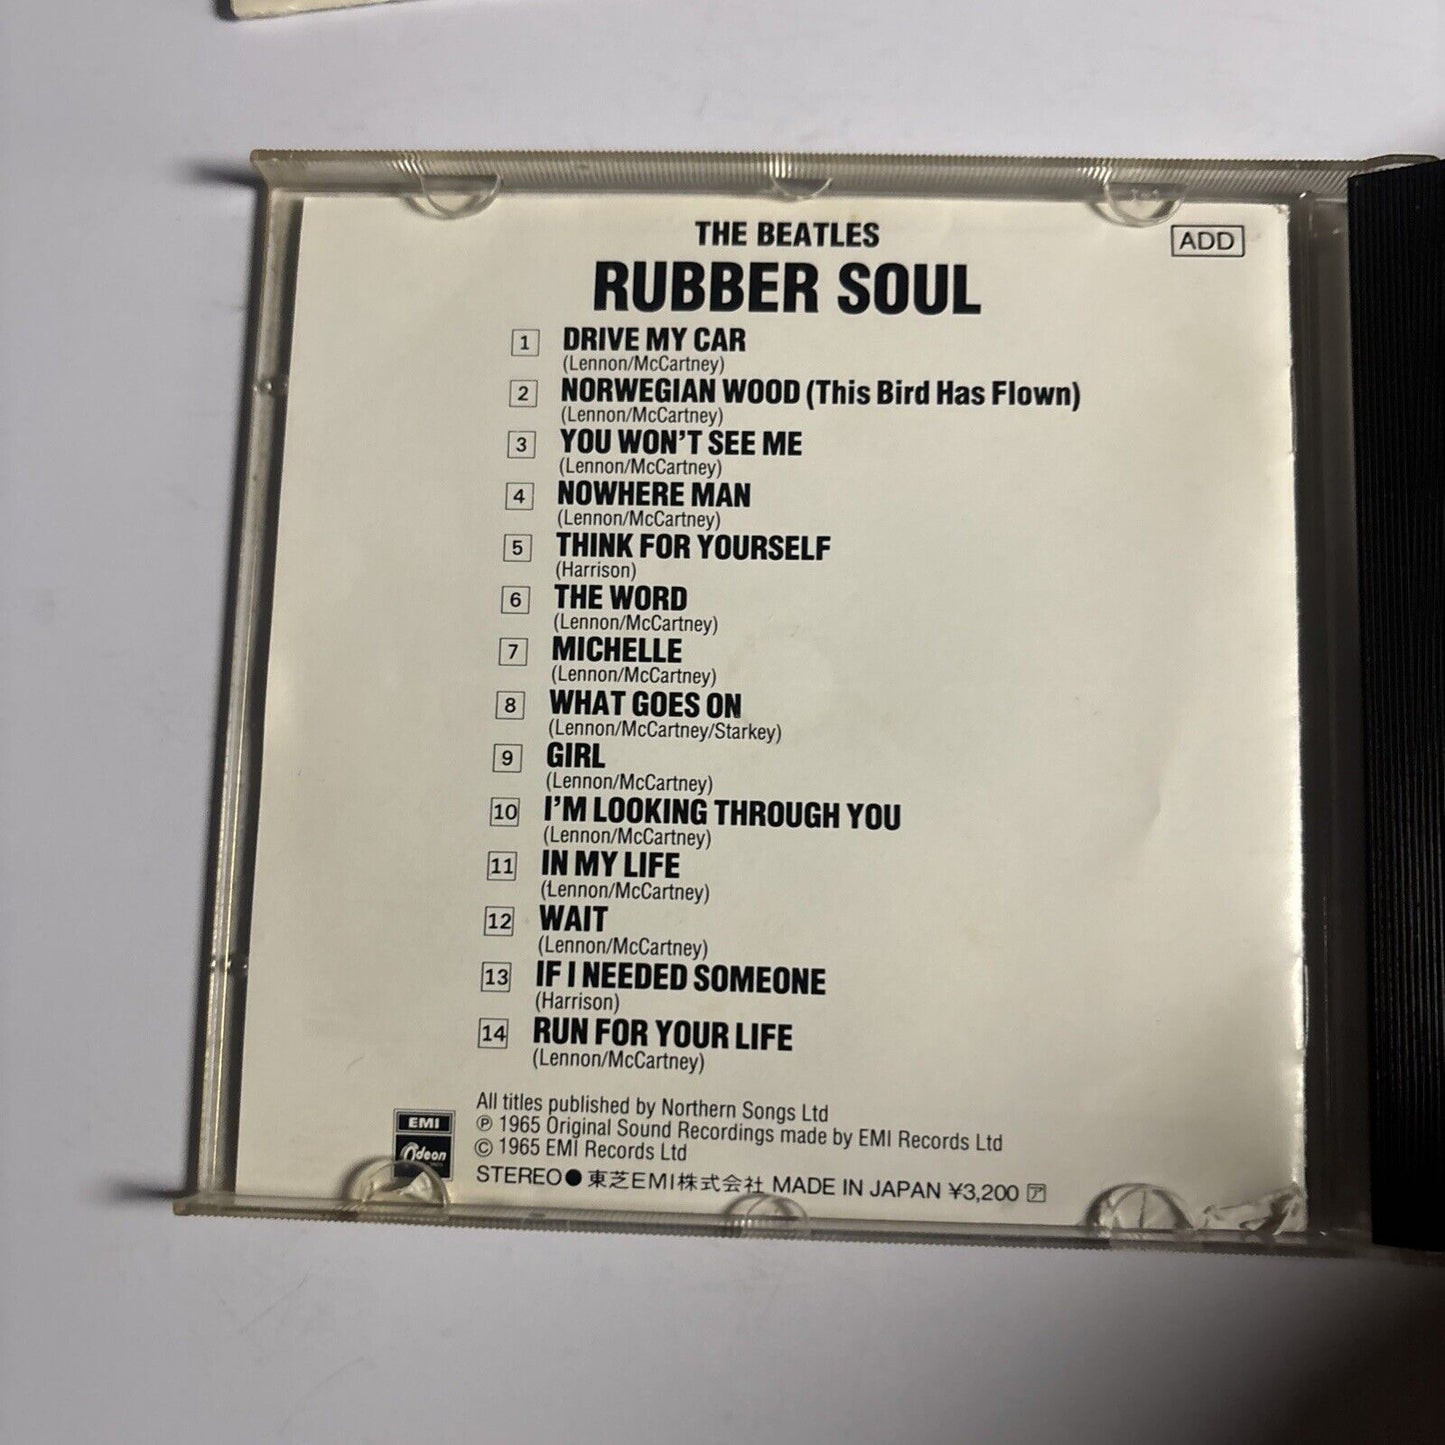 THE BEATLES
ADD
RUBBER SOUL
1 DRIVE MY CAR
(Lennon/McCartney)
2 NORWEGIAN WOOD (This Bird Has Flown)
(Lennon/McCartney)
3 YOU WON'T SEE ME
(Lennon/McCartney)
4 NOWHERE MAN
(Lennon/McCartney)
5 THINK FOR YOURSELF
(Harrison)
6 THE WORD
(Lennon/McCartney)
7 MICHELLE
(Lennon/McCartney)
8 WHAT GOES ON
(Lennon/McCartney/Starkey)
9 GIRL
(Lennon/McCartney)
10 I'M LOOKING THROUGH YOU
(Lennon/McCartney)
11 IN MY LIFE
(Lennon/McCartney)
12 WAIT
(Lennon/McCartney)
13 IF I NEEDED SOMEONE
(Harrison)
14 RUN FOR YOUR LIFE
(Lennon/McCartney)
All titles published by Northern Songs Ltd
℗ 1965 Original Sound Recordings made by EMI Records Ltd
© 1965 EMI Records Ltd
STEREO● 東芝EMI株式会社 MADE IN JAPAN ¥3,200 ア
EMI
Odeon